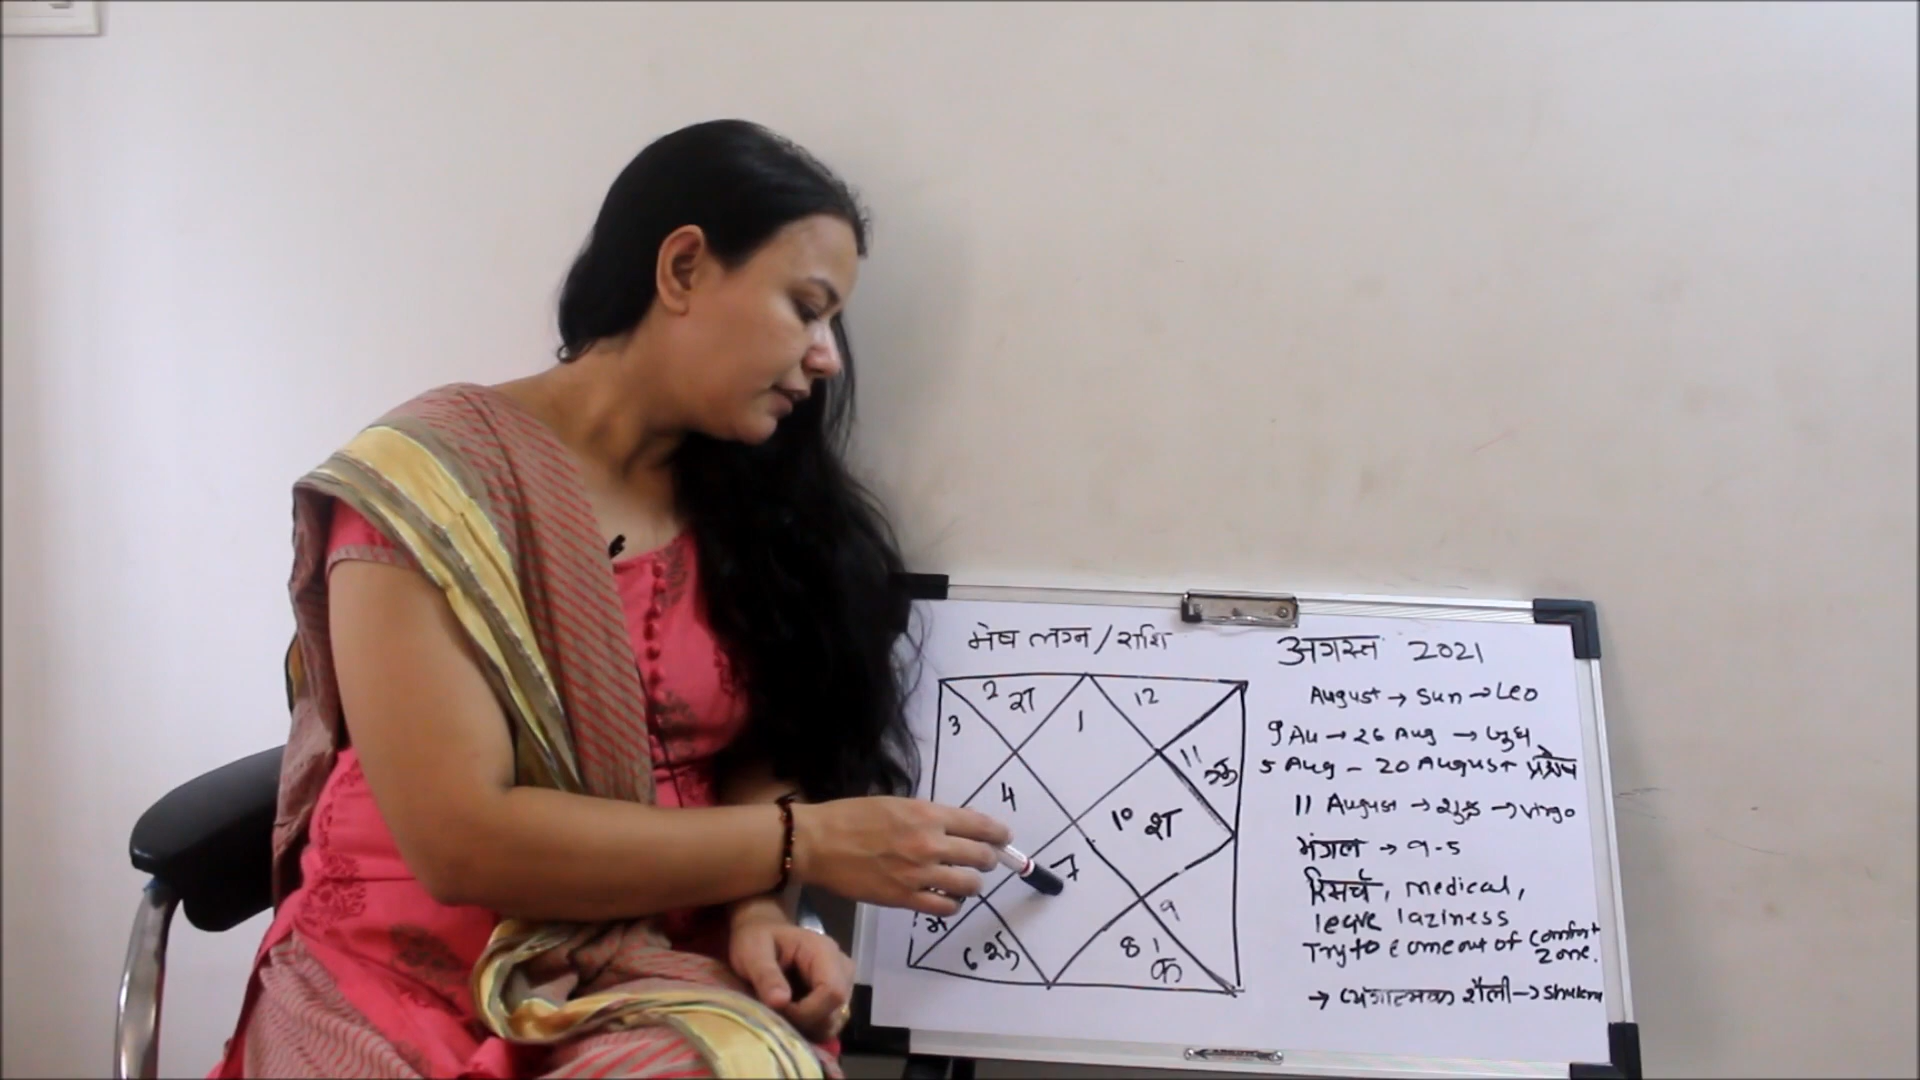 मेष लग्न/राशि
अगस्त 2021
2 रा
12
3
1
11
4
10 श
7
9
6 शु
8
के
August → Sun → Leo
9 Au → 26 Aug → बुध
5 Aug - 20 August
11 August → शुक्र → Virgo
मंगल → 9-5
रिसर्च, medical,
leave laziness
Try to come out of comfort
zone.
→ व्यंगात्मक शैली → shukra